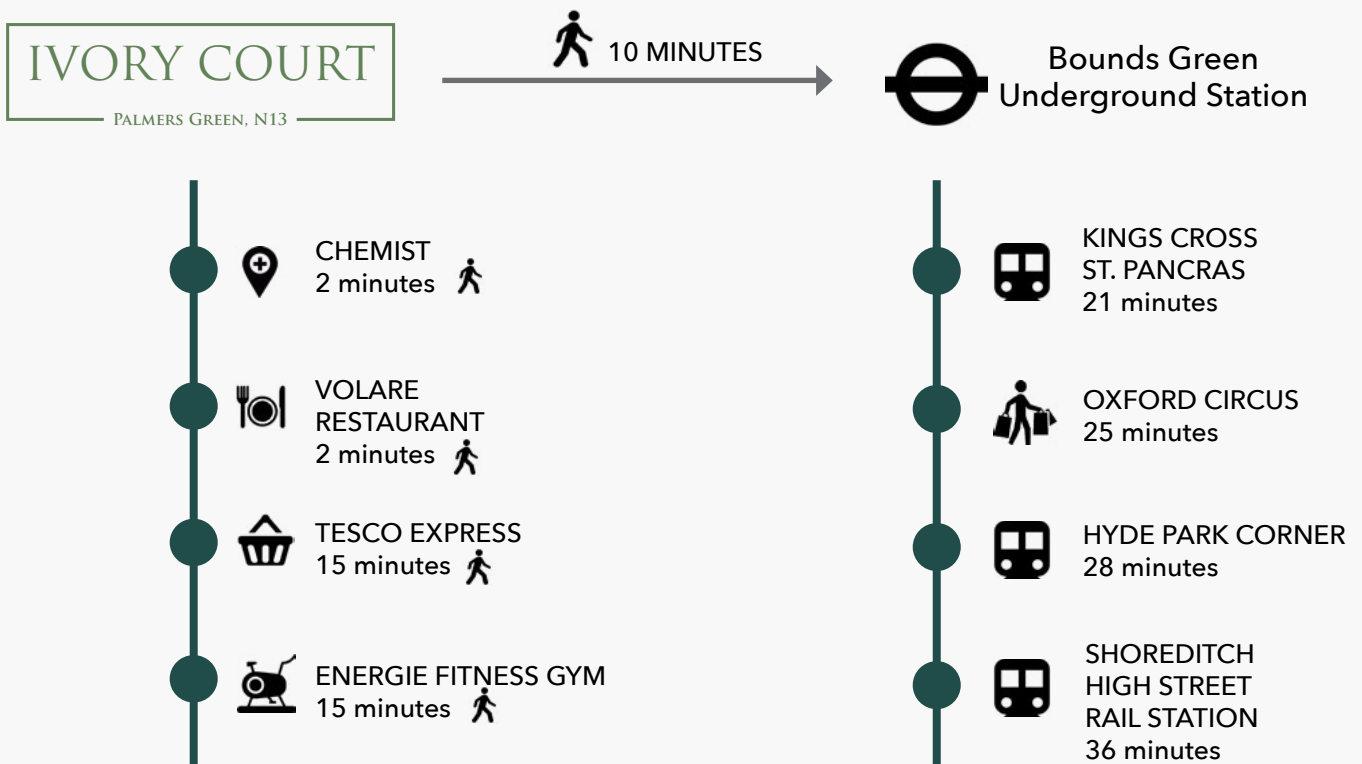 IVORY COURT
PALMERS GREEN, N13
10 MINUTES
Bounds Green
Underground Station
CHEMIST
2 minutes
VOLARE
RESTAURANT
2 minutes
TESCO EXPRESS
15 minutes
ENERGIE FITNESS GYM
15 minutes
KINGS CROSS
ST. PANCRAS
21 minutes
OXFORD CIRCUS
25 minutes
HYDE PARK CORNER
28 minutes
SHOREDITCH
HIGH STREET
RAIL STATION
36 minutes